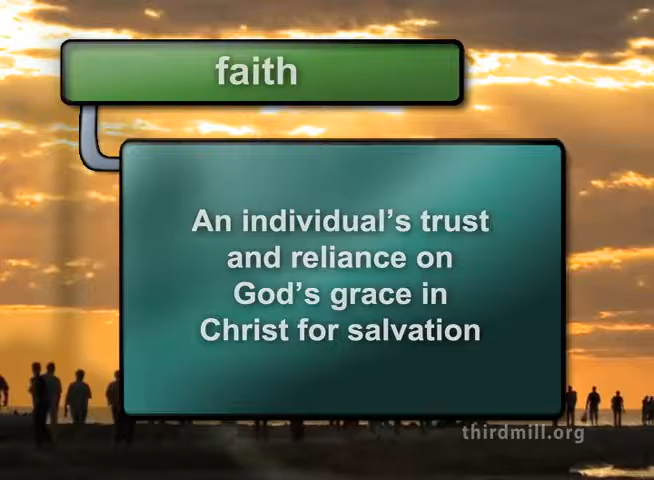 faith
An individual’s trust
and reliance on
God’s grace in
Christ for salvation
thirdmill.org